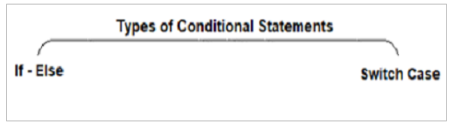 Types of Conditional Statements
If - Else
Switch Case